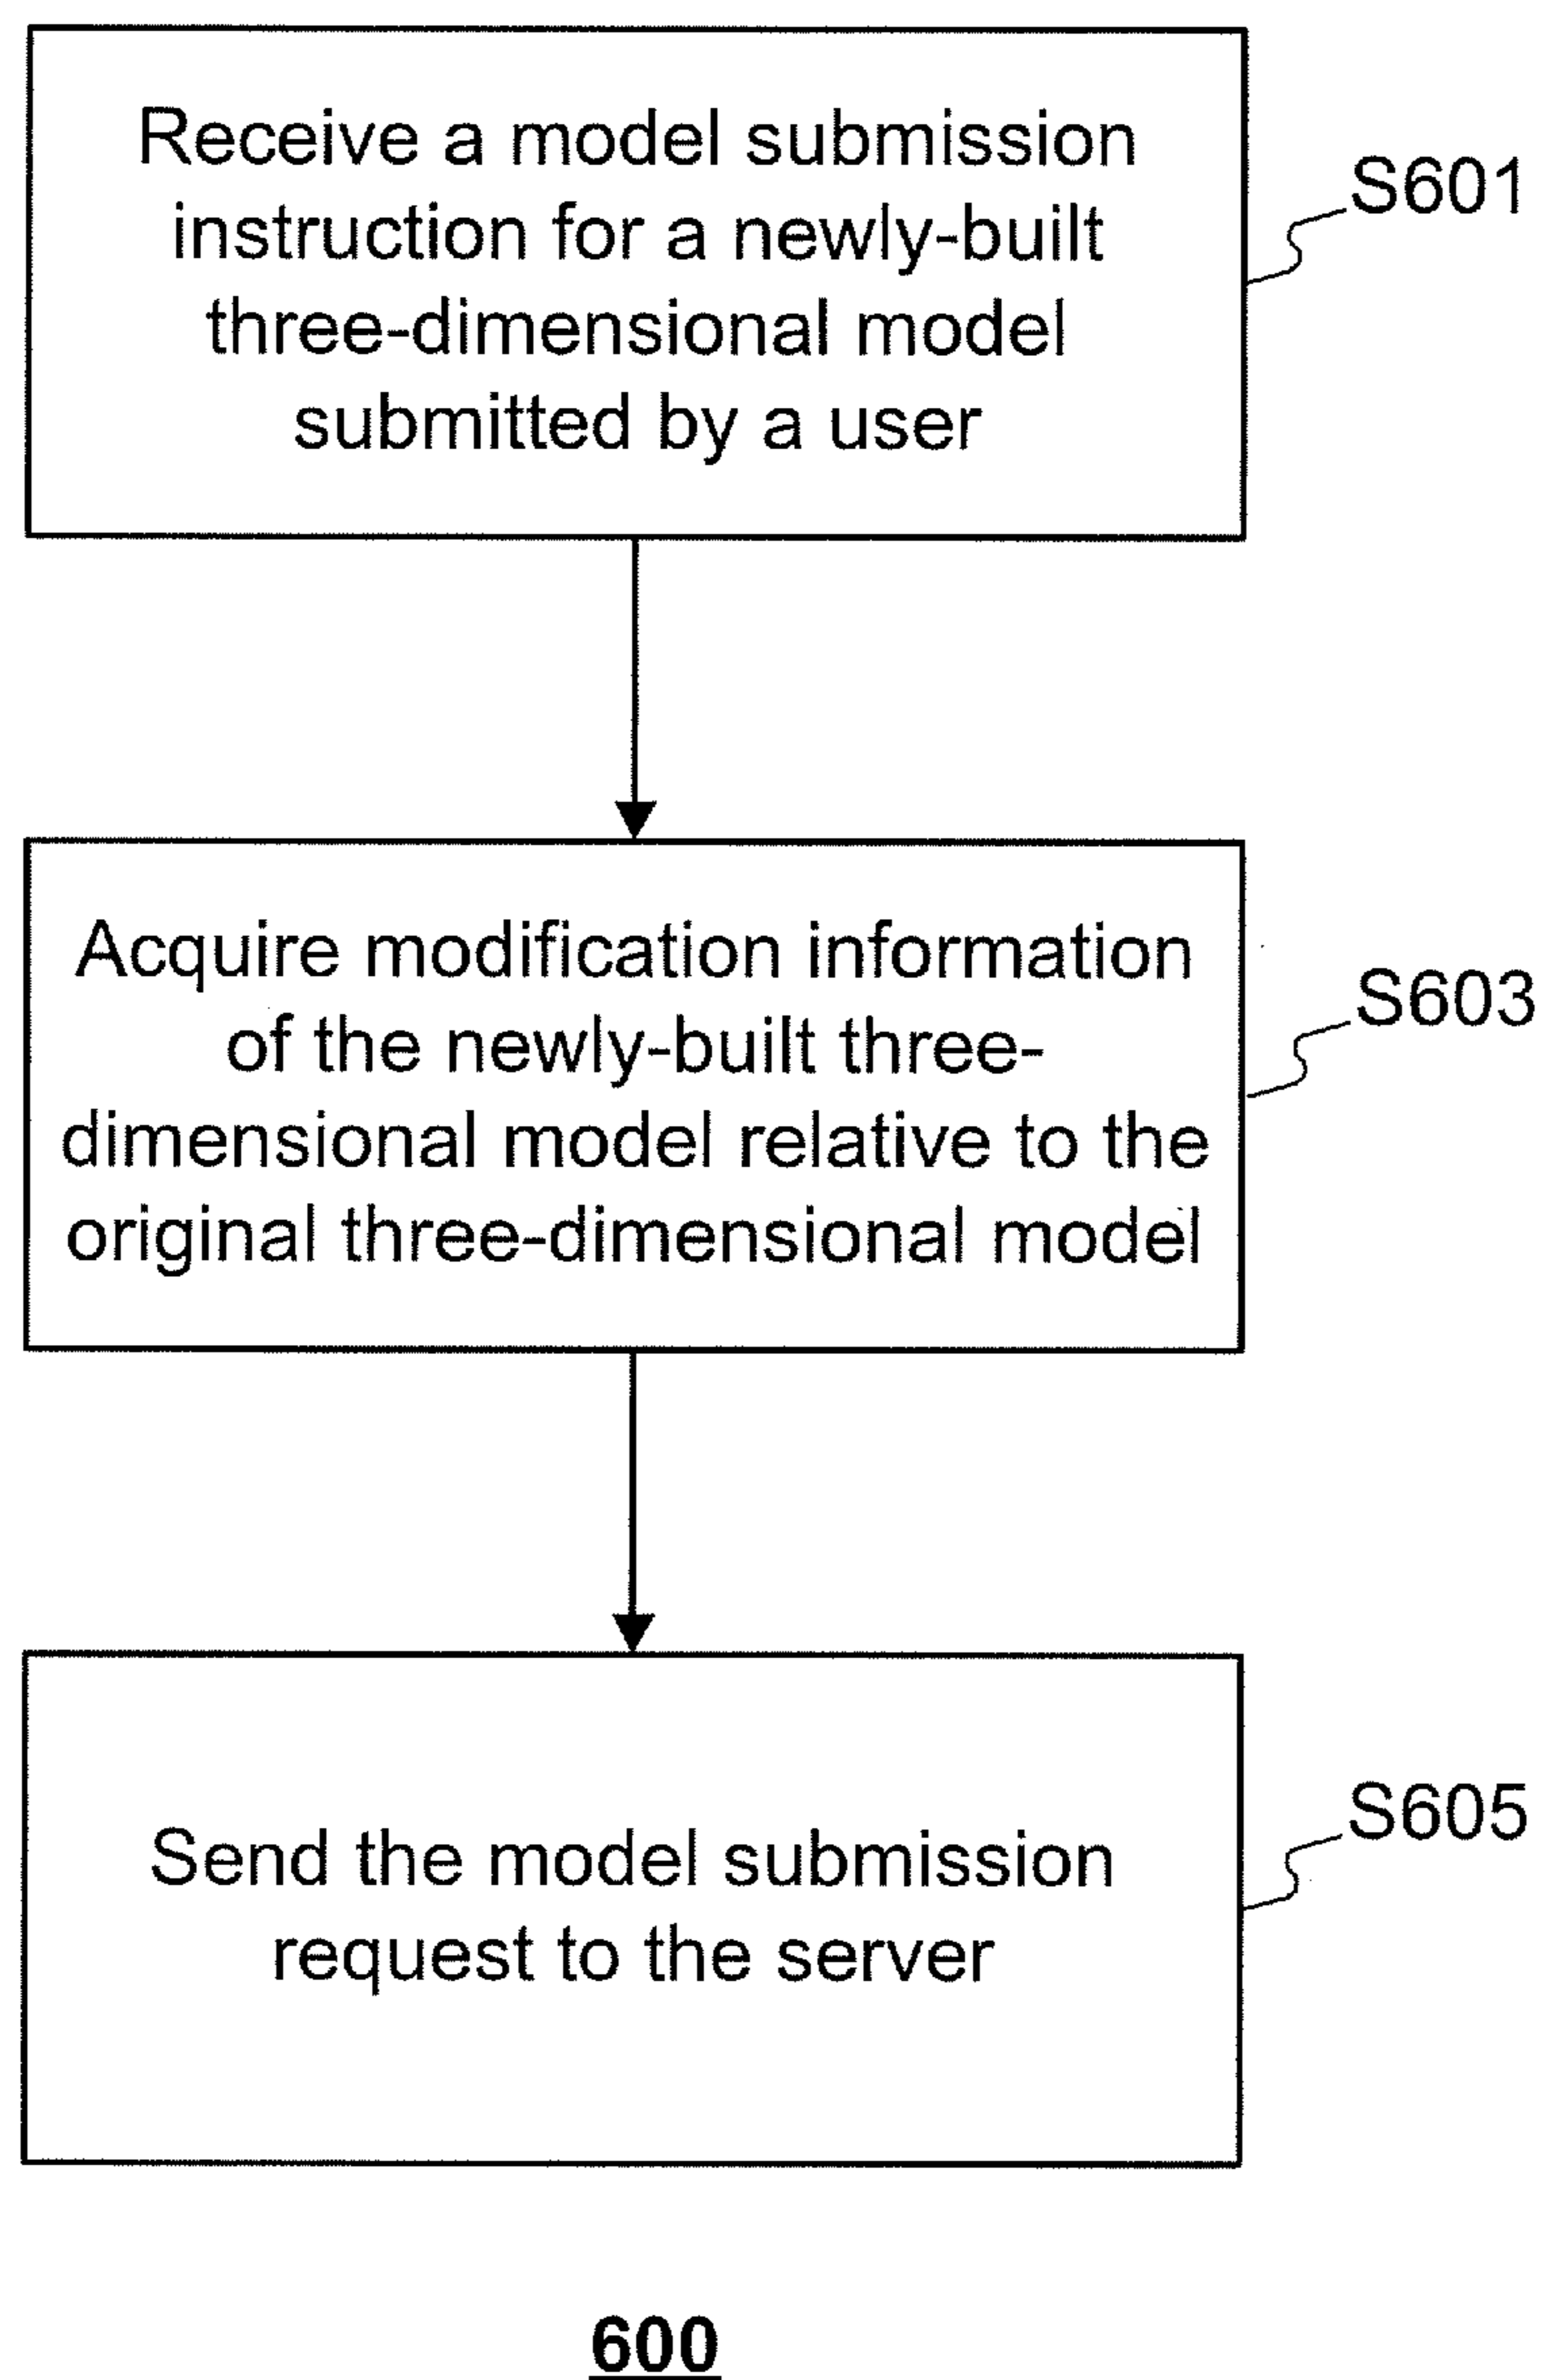 Receive a model submission
instruction for a newly-built
three-dimensional model
submitted by a user
S601
Acquire modification information
of the newly-built three-
dimensional model relative to the
original three-dimensional model
S603
Send the model submission
request to the server
S605
600